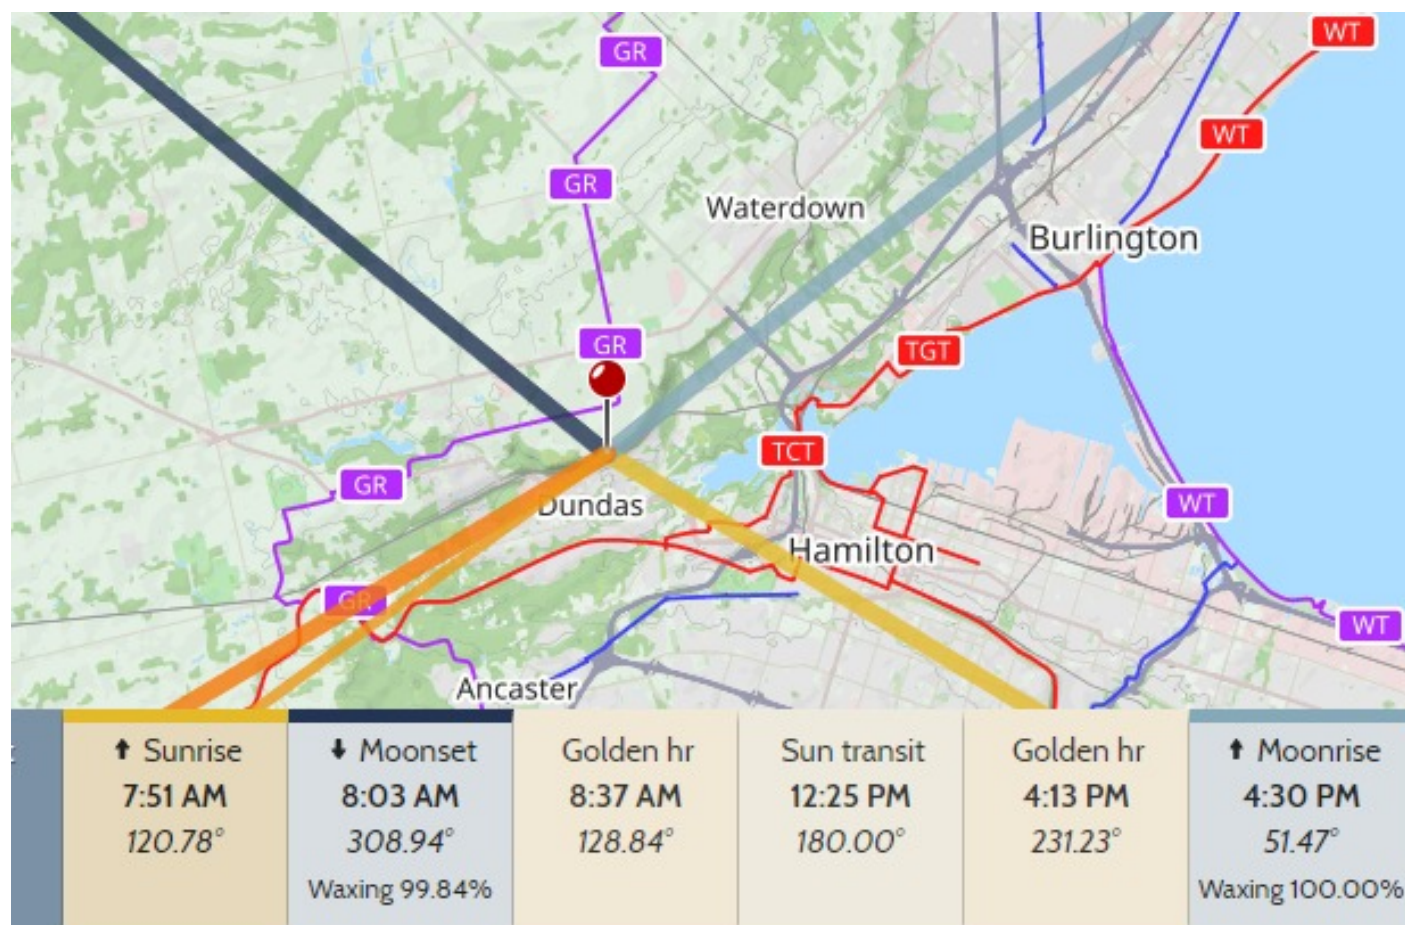 GR
WT
WT
GR
Waterdown
Burlington
GR
TGT
TCT
GR
Dundas
WT
Hamilton
GR
WT
Ancaster
↑ Sunrise
7:51 AM
120.78°
↓ Moonset
8:03 AM
308.94°
Waxing 99.84%
Golden hr
8:37 AM
128.84°
Sun transit
12:25 PM
180.00°
Golden hr
4:13 PM
231.23°
↑ Moonrise
4:30 PM
51.47°
Waxing 100.00%